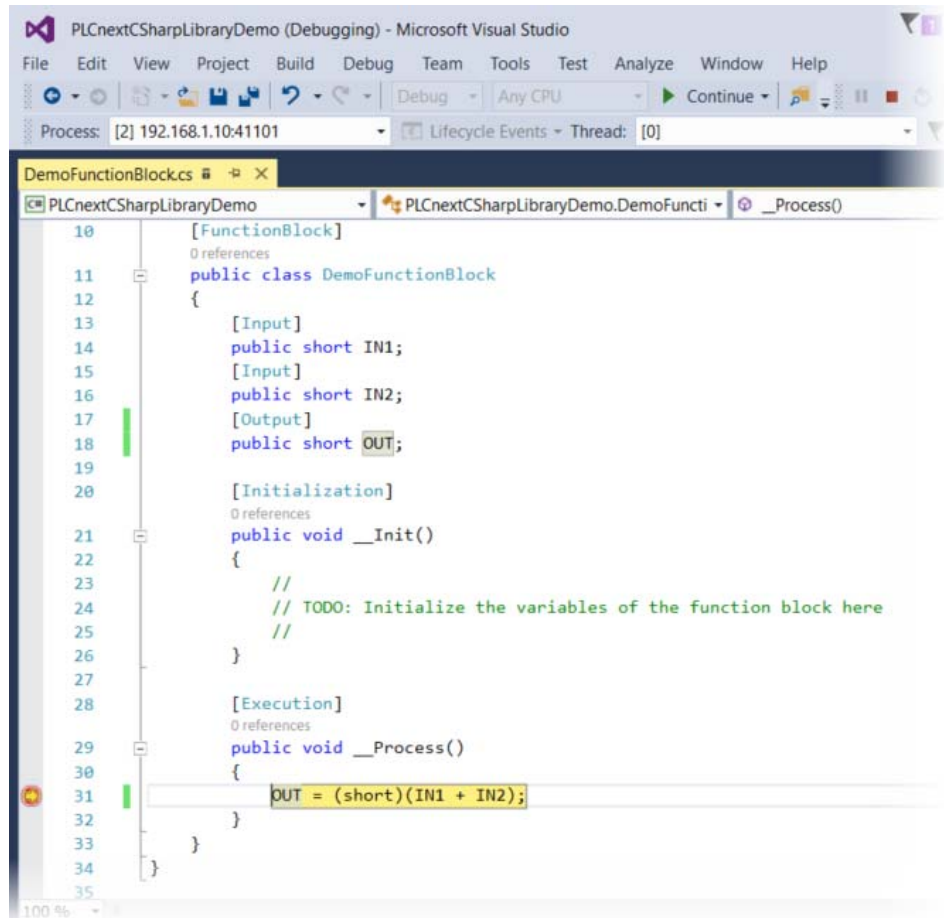 PLCnextCSharpLibraryDemo (Debugging) - Microsoft Visual Studio
File Edit View Project Build Debug Team Tools Test Analyze Window Help
Debug Any CPU Continue
Process: [2] 192.168.1.10:41101 Lifecycle Events Thread: [0]
DemoFunctionBlock.cs
C# PLCnextCSharpLibraryDemo PLCnextCSharpLibraryDemo.DemoFuncti __Process()
10 [FunctionBlock]
0 references
11 public class DemoFunctionBlock
12 {
13 [Input]
14 public short IN1;
15 [Input]
16 public short IN2;
17 [Output]
18 public short OUT;
19
20 [Initialization]
0 references
21 public void __Init()
22 {
23 //
24 // TODO: Initialize the variables of the function block here
25 //
26 }
27
28 [Execution]
0 references
29 public void __Process()
30 {
31 OUT = (short)(IN1 + IN2);
32 }
33 }
34 }
35
100 %